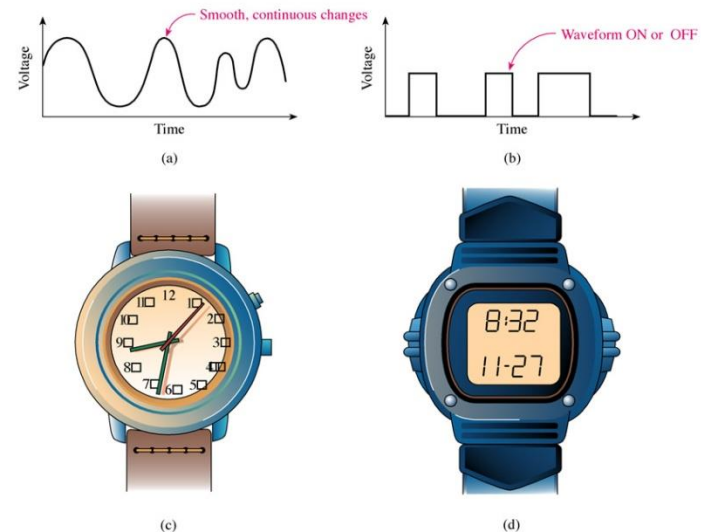 Smooth, continuous changes
Voltage
Time
(a)
Waveform ON or OFF
Voltage
Time
(b)
12
11
1
10
2
9
3
8
4
7
5
6
(c)
8:32
11-27
(d)